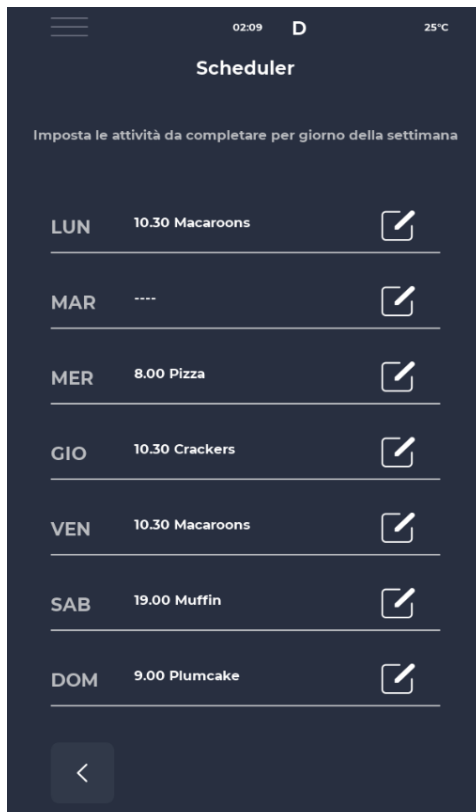 02:09 D 25°C
Scheduler
Imposta le attività da completare per giorno della settimana
LUN 10.30 Macaroons
MAR ----
MER 8.00 Pizza
GIO 10.30 Crackers
VEN 10.30 Macaroons
SAB 19.00 Muffin
DOM 9.00 Plumcake